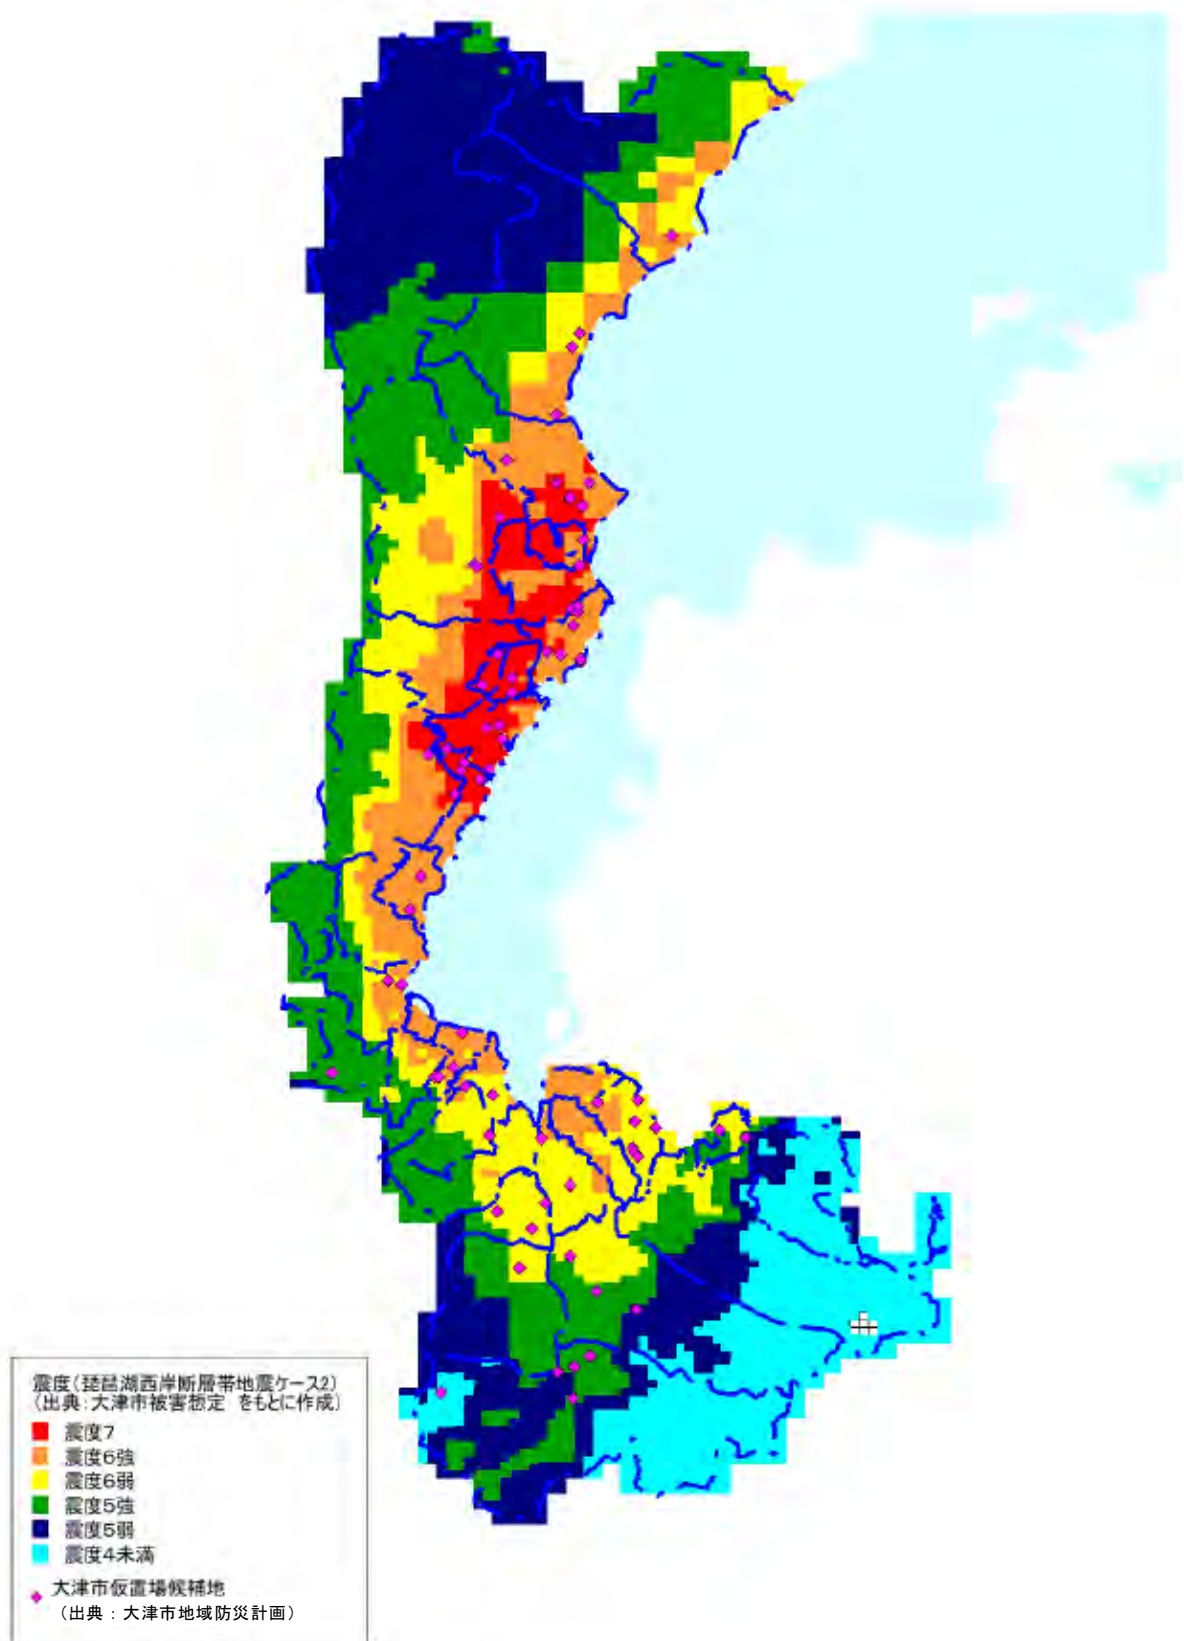 震度(琵琶湖西岸断層帯地震ケース2)
(出典:大津市被害想定 をもとに作成)
震度7
震度6強
震度6弱
震度5強
震度5弱
震度4未満
大津市仮置場候補地
(出典:大津市地域防災計画)